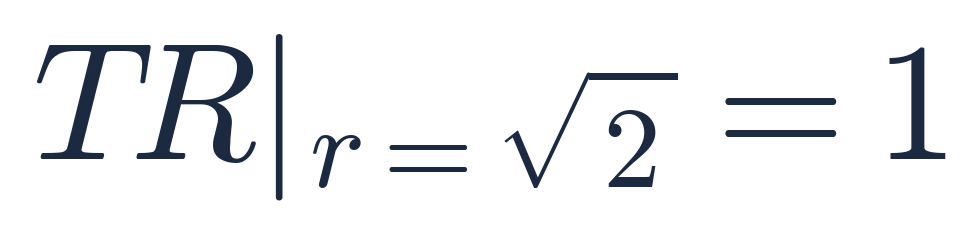 TR|_{r = \sqrt{2}} = 1